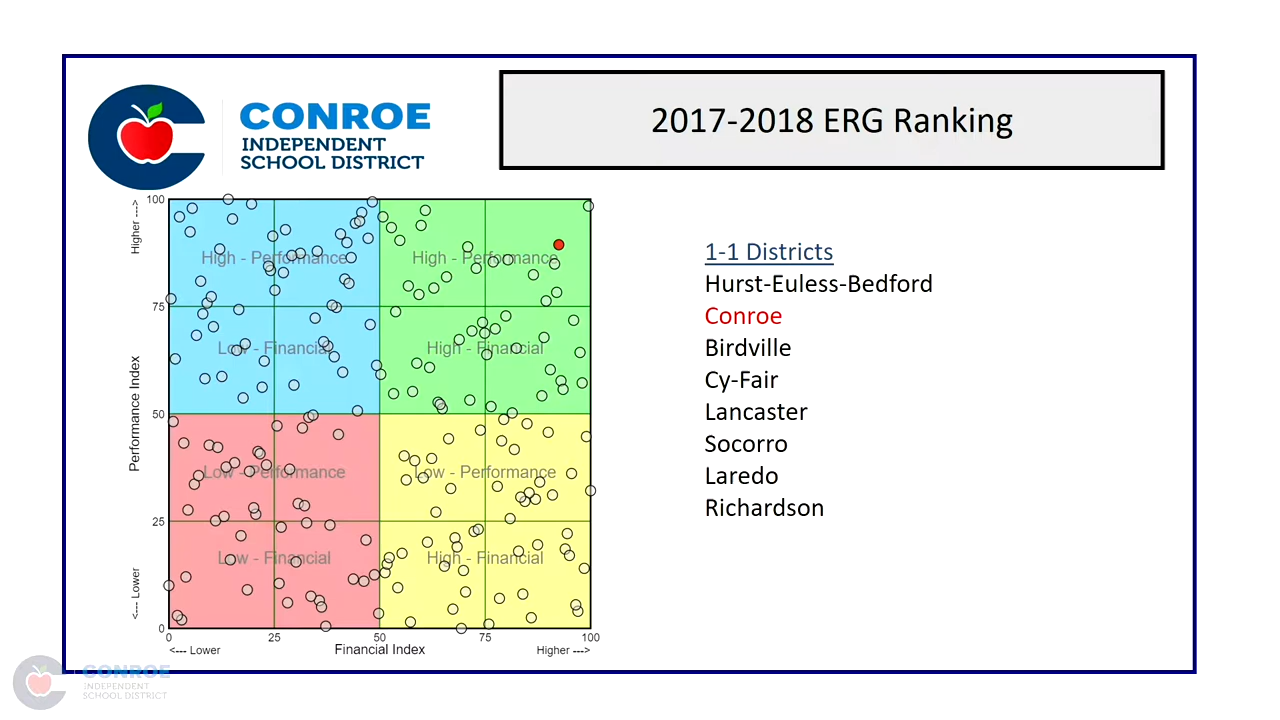 CONROE
INDEPENDENT
SCHOOL DISTRICT
2017-2018 ERG Ranking
Higher --->
Performance Index
<--- Lower
100
75
50
25
0
High - Performance
High - Performance
Low - Financial
High - Financial
Low - Performance
Low - Performance
Low - Financial
High - Financial
0
25
50
75
100
<--- Lower
Financial Index
Higher --->
1-1 Districts
Hurst-Euless-Bedford
Conroe
Birdville
Cy-Fair
Lancaster
Socorro
Laredo
Richardson
CONROE
INDEPENDENT
SCHOOL DISTRICT